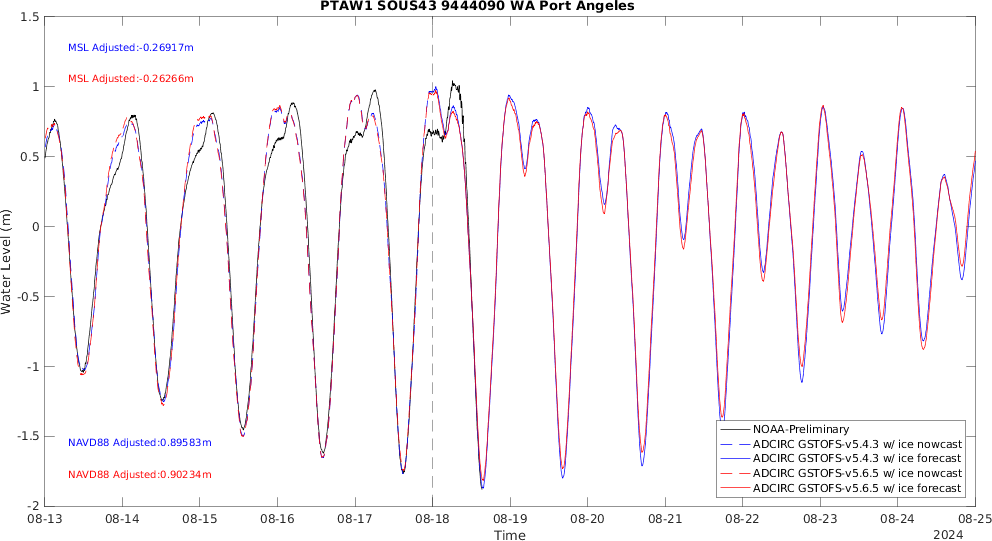 PTAW1 SOUS43 9444090 WA Port Angeles
1.5
1
0.5
0
-0.5
-1
-1.5
-2
Water Level (m)
MSL Adjusted:-0.26917m
MSL Adjusted:-0.26266m
NAVD88 Adjusted:0.89583m
NAVD88 Adjusted:0.90234m
NOAA-Preliminary
ADCIRC GSTOFS-v5.4.3 w/ ice nowcast
ADCIRC GSTOFS-v5.4.3 w/ ice forecast
ADCIRC GSTOFS-v5.6.5 w/ ice nowcast
ADCIRC GSTOFS-v5.6.5 w/ ice forecast
08-13 08-14 08-15 08-16 08-17 08-18 08-19 08-20 08-21 08-22 08-23 08-24 08-25
Time
2024